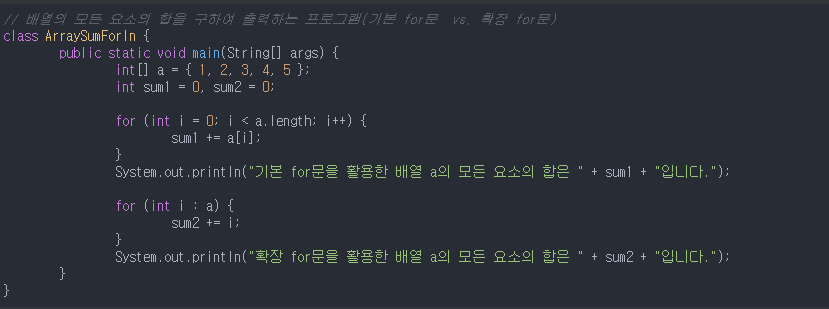 // 배열의 모든 요소의 합을 구하여 출력하는 프로그램(기본 for문  vs. 확장 for문)
class ArraySumForIn {
	public static void main(String[] args) {
		int[] a = { 1, 2, 3, 4, 5 };
		int sum1 = 0, sum2 = 0;

		for (int i = 0; i < a.length; i++) {
			sum1 += a[i];
		}
		System.out.println("기본 for문을 활용한 배열 a의 모든 요소의 합은 " + sum1 + "입니다.");

		for (int i : a) {
			sum2 += i;
		}
		System.out.println("확장 for문을 활용한 배열 a의 모든 요소의 합은 " + sum2 + "입니다.");
	}
}